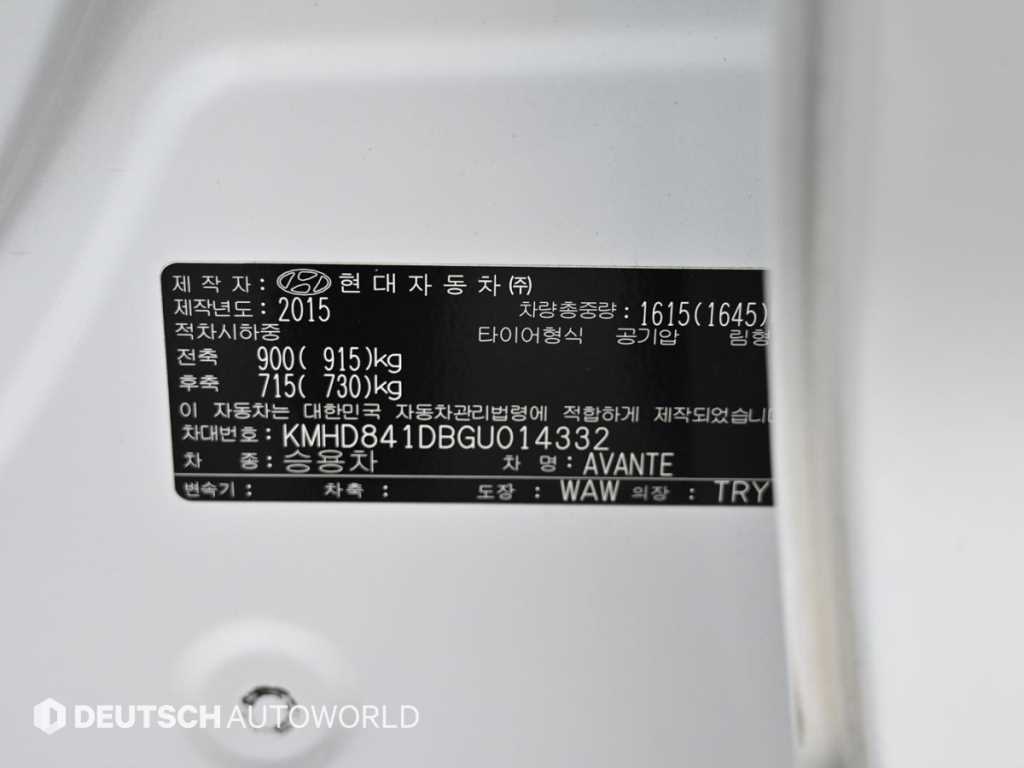 제 작 자 : 현 대 자 동 차 ㈜
제작년도 : 2015 차량총중량 : 1615(1645)
적차시하중 타이어형식 공기압 림형
전축 900( 915)kg
후축 715( 730)kg
이 자동차는 대한민국 자동차관리법령에 적합하게 제작되었습니
차대번호 : KMHD841DBGU014332
차 종 : 승용차 차 명 : AVANTE
변속기 : 차축 : 도장 : WAW 의장 : TRY
DEUTSCH AUTOWORLD